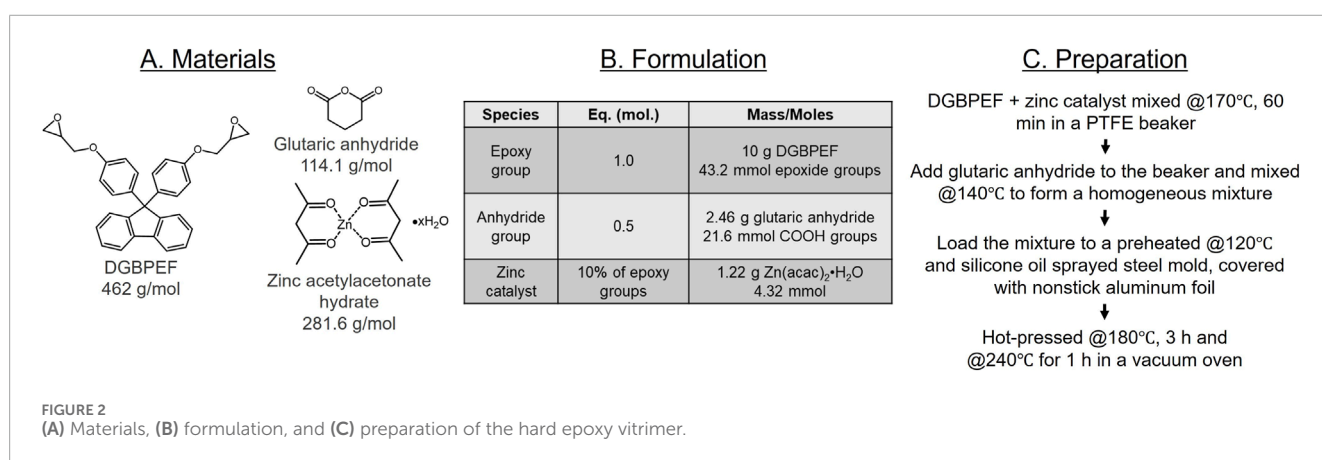 A. Materials
O
O
O
Glutaric anhydride
114.1 g/mol
O
O
O
O
DGBPEF
462 g/mol
O
O
Zn
O
O
•xH₂O
Zinc acetylacetonate
hydrate
281.6 g/mol
B. Formulation
Species Eq. (mol.) Mass/Moles
Epoxy
group
1.0
10 g DGBPEF
43.2 mmol epoxide groups
Anhydride
group
0.5
2.46 g glutaric anhydride
21.6 mmol COOH groups
Zinc
catalyst
10% of epoxy
groups
1.22 g Zn(acac)₂•H₂O
4.32 mmol
C. Preparation
DGBPEF + zinc catalyst mixed @170°C, 60
min in a PTFE beaker
Add glutaric anhydride to the beaker and mixed
@140°C to form a homogeneous mixture
Load the mixture to a preheated @120°C
and silicone oil sprayed steel mold, covered
with nonstick aluminum foil
Hot-pressed @180°C, 3 h and
@240°C for 1 h in a vacuum oven
FIGURE 2
(A) Materials, (B) formulation, and (C) preparation of the hard epoxy vitrimer.